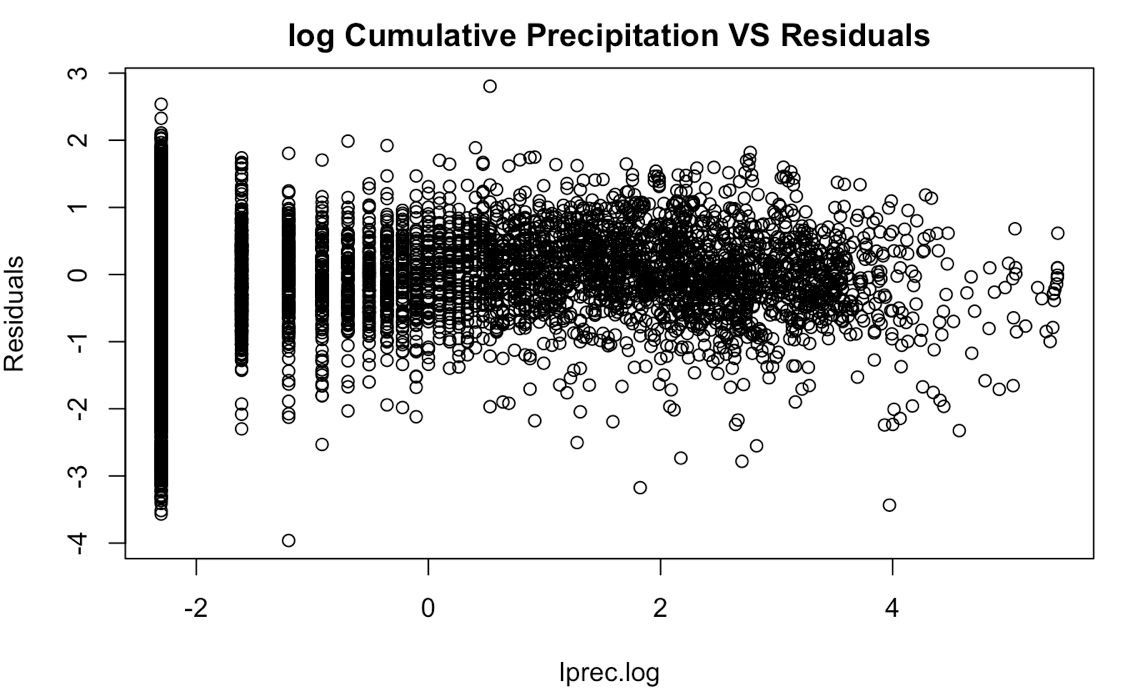 log Cumulative Precipitation VS Residuals
3
2
1
0
-1
-2
-3
-4
Residuals
-2 0 2 4
lprec.log